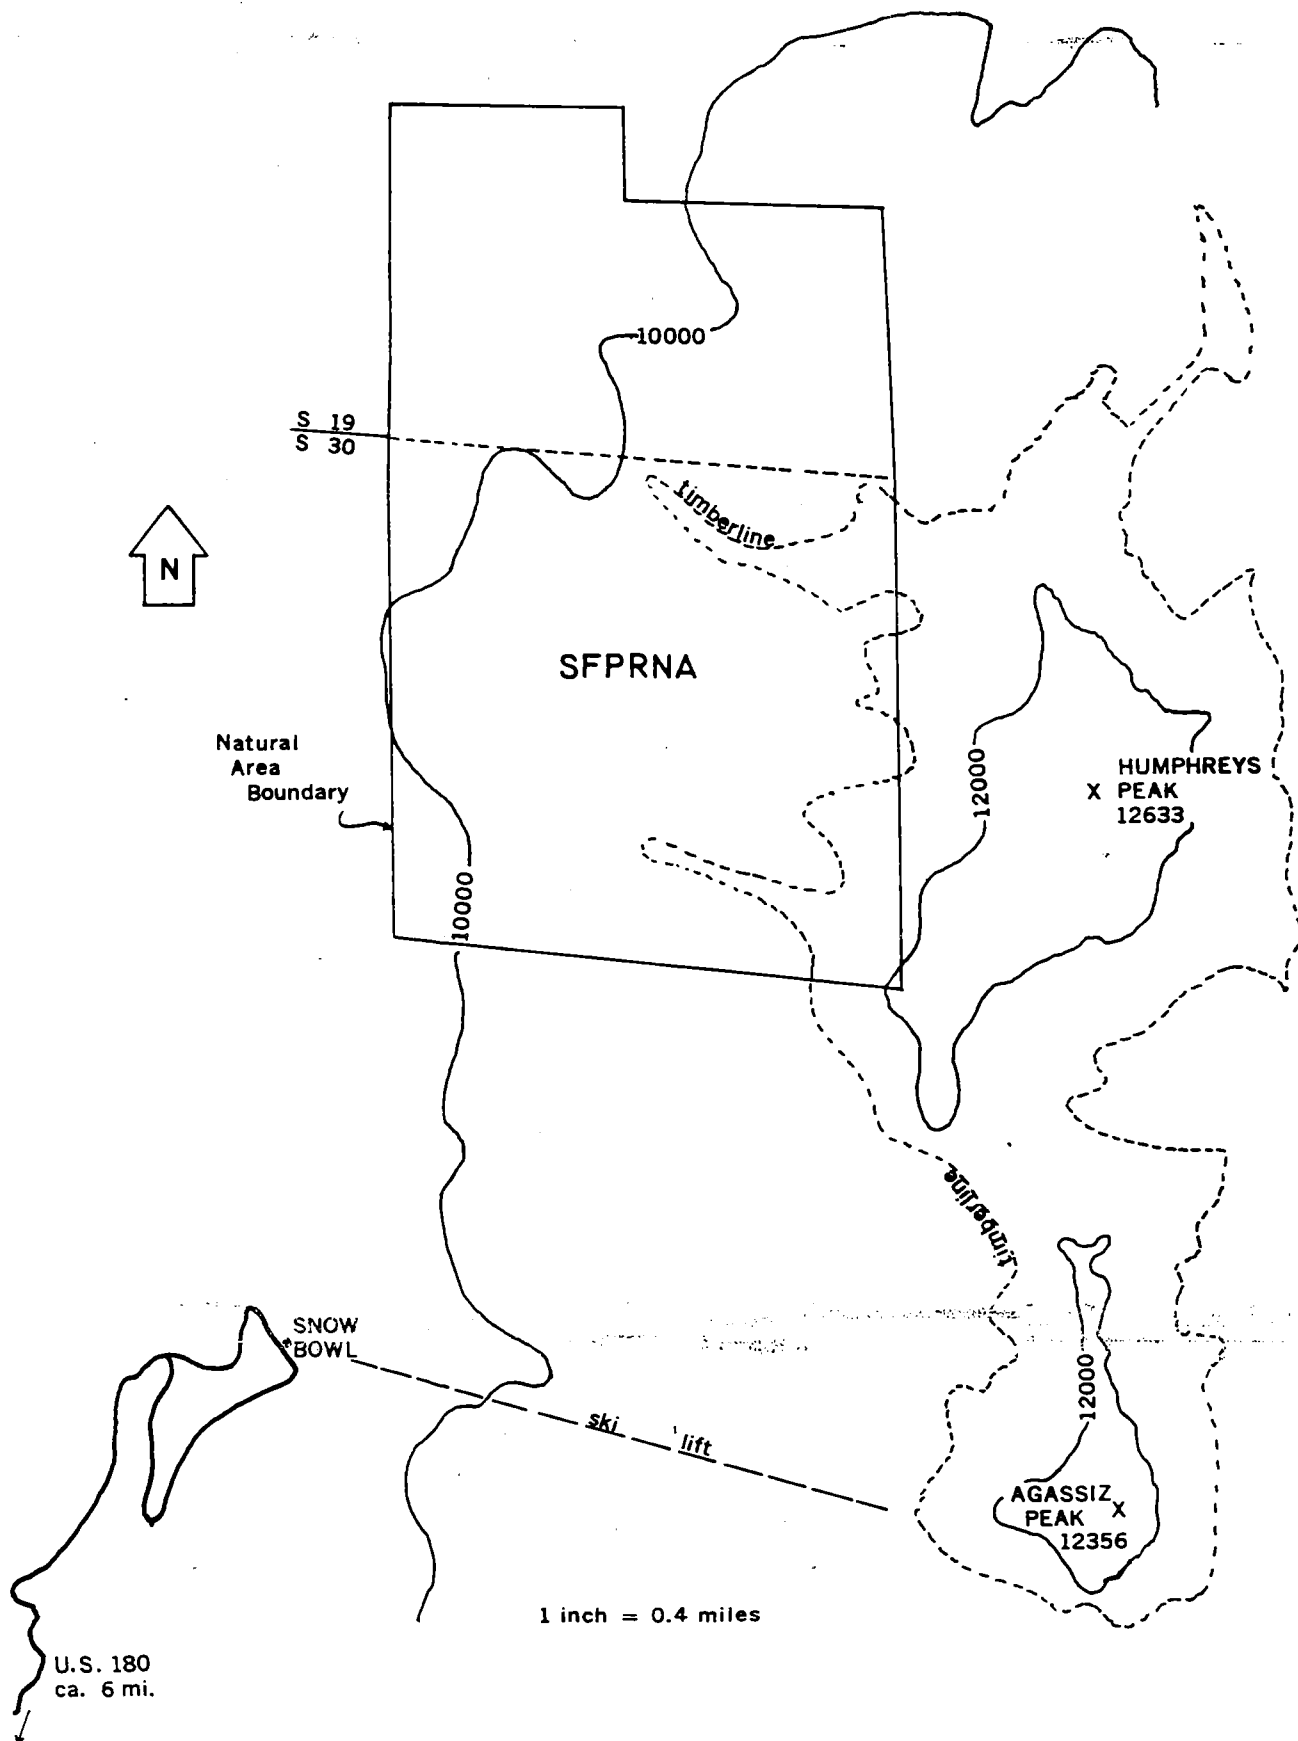 10000
S 19
S 30
timberline
N
SFPRNA
Natural
Area
Boundary
12000
HUMPHREYS
X PEAK
12633
10000
timberline
SNOW
BOWL
12000
ski lift
AGASSIZ
PEAK X
12356
1 inch = 0.4 miles
U.S. 180
ca. 6 mi.